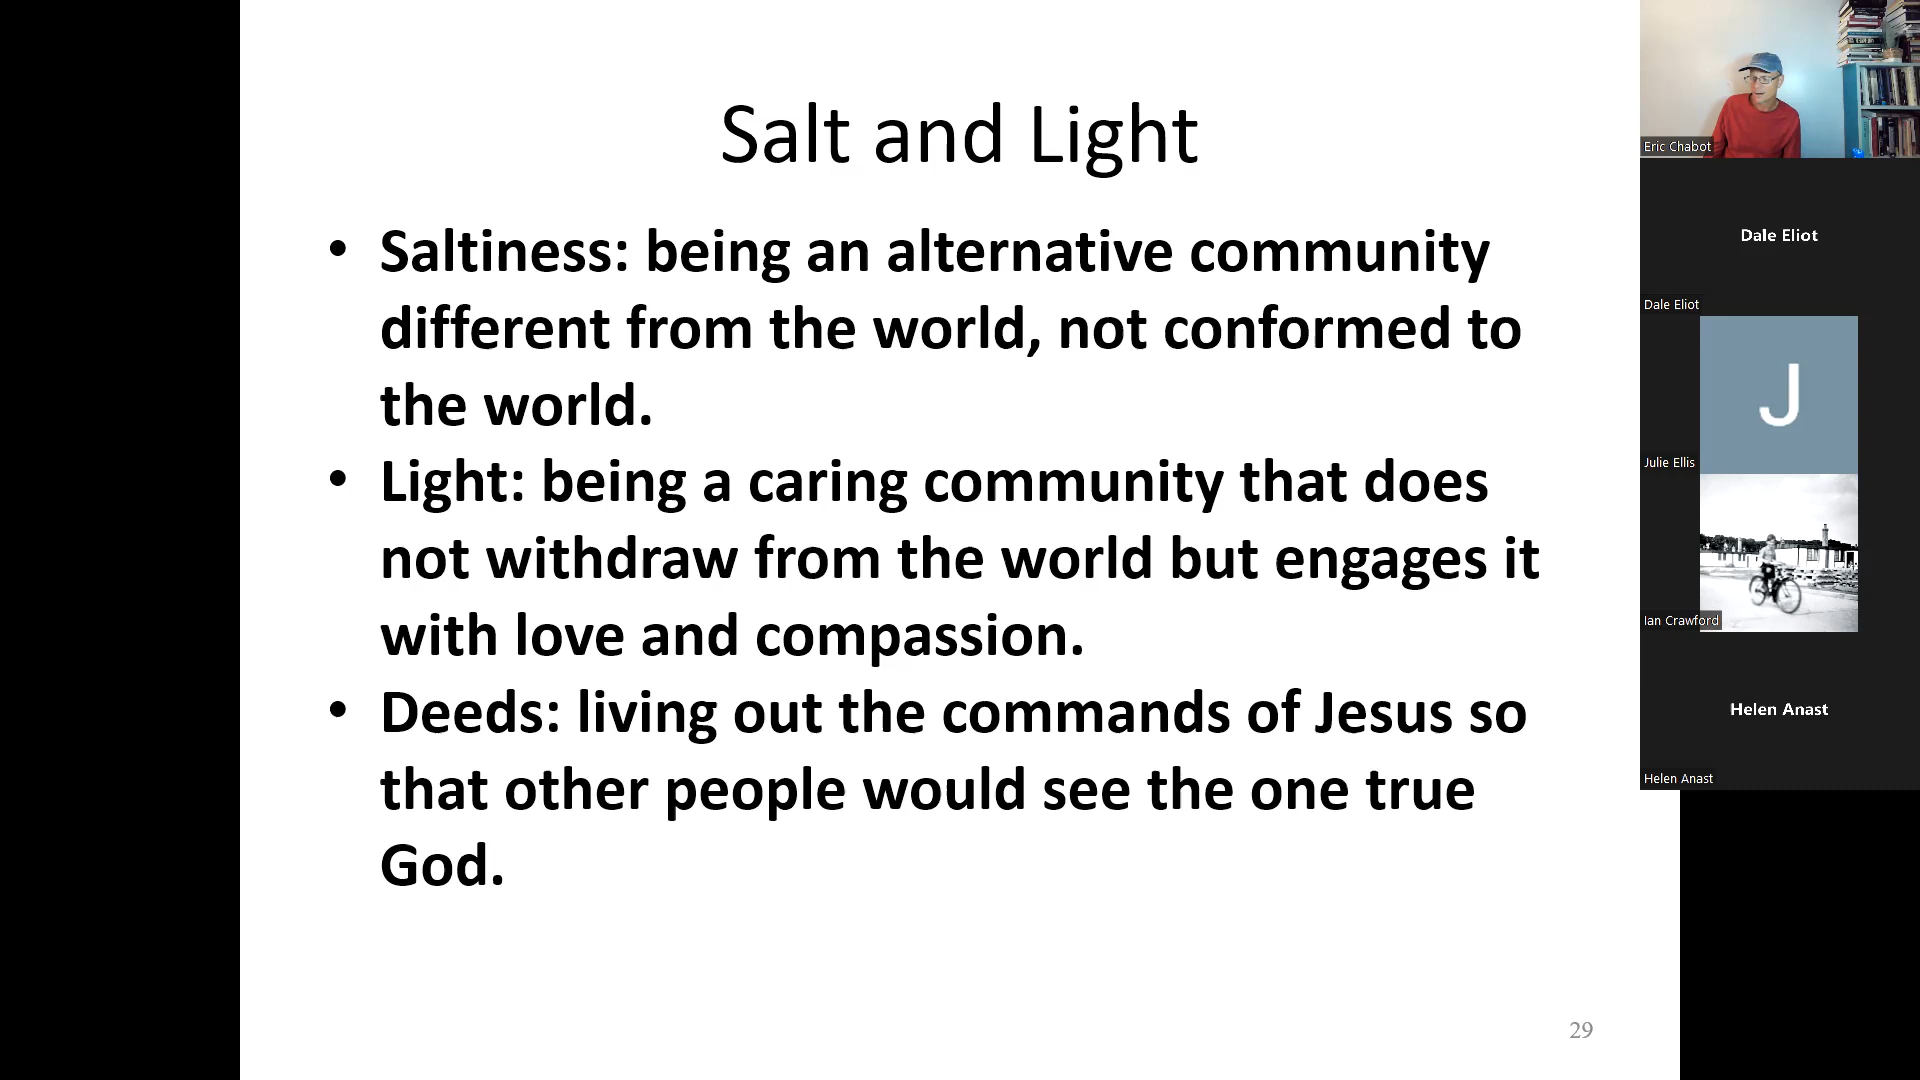 Salt and Light
• Saltiness: being an alternative community
different from the world, not conformed to
the world.
• Light: being a caring community that does
not withdraw from the world but engages it
with love and compassion.
• Deeds: living out the commands of Jesus so
that other people would see the one true
God.
29
Eric Chabot
Dale Eliot
Dale Eliot
J
Julie Ellis
Ian Crawford
Helen Anast
Helen Anast